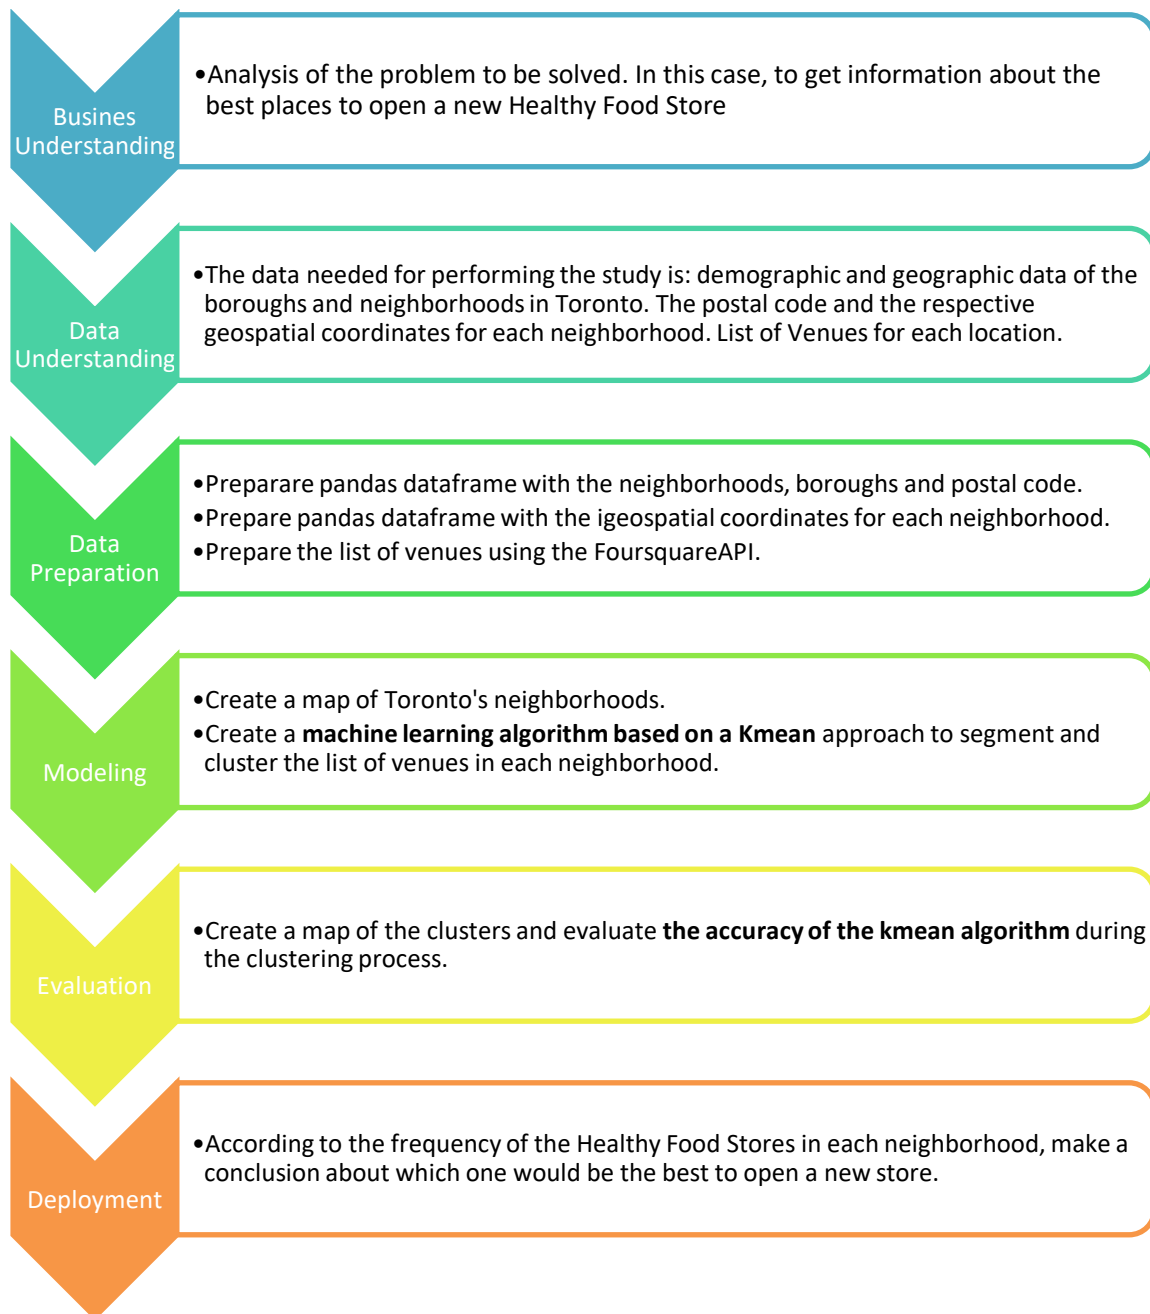 Busines
Understanding
•Analysis of the problem to be solved. In this case, to get information about the
best places to open a new Healthy Food Store
Data
Understanding
•The data needed for performing the study is: demographic and geographic data of the
boroughs and neighborhoods in Toronto. The postal code and the respective
geospatial coordinates for each neighborhood. List of Venues for each location.
Data
Preparation
•Preparare pandas dataframe with the neighborhoods, boroughs and postal code.
•Prepare pandas dataframe with the igeospatial coordinates for each neighborhood.
•Prepare the list of venues using the FoursquareAPI.
Modeling
•Create a map of Toronto's neighborhoods.
•Create a machine learning algorithm based on a Kmean approach to segment and
cluster the list of venues in each neighborhood.
Evaluation
•Create a map of the clusters and evaluate the accuracy of the kmean algorithm during
the clustering process.
Deployment
•According to the frequency of the Healthy Food Stores in each neighborhood, make a
conclusion about which one would be the best to open a new store.